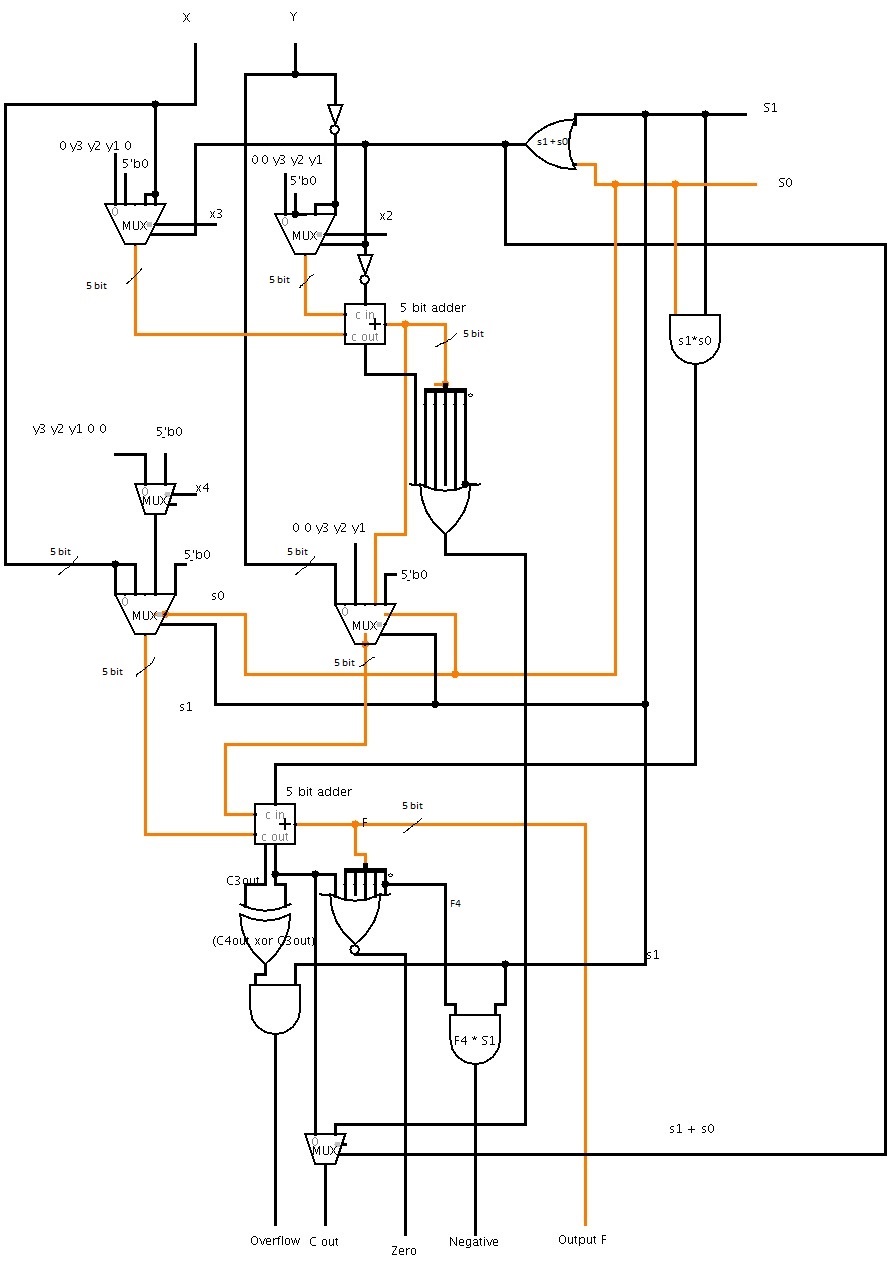 X
Y
S1
s1+s0
0 y3 y2 y1 0
5'b0
0 0 y3 y2 y1
5'b0
S0
0
MUX
x3
0
MUX
x2
5 bit
5 bit
c in
+
c out
5 bit adder
5 bit
s1*s0
y3 y2 y1 0 0
5'b0
0
MUX
x4
0 0 y3 y2 y1
5 bit
5'b0
5 bit
5'b0
s0
0
MUX
0
MUX
5 bit
5 bit
s1
5 bit adder
c in
+
c out
F
5 bit
C3out
F4
(C4out xor C3out)
s1
F4 * S1
s1 + s0
0
MUX
Overflow
C out
Zero
Negative
Output F